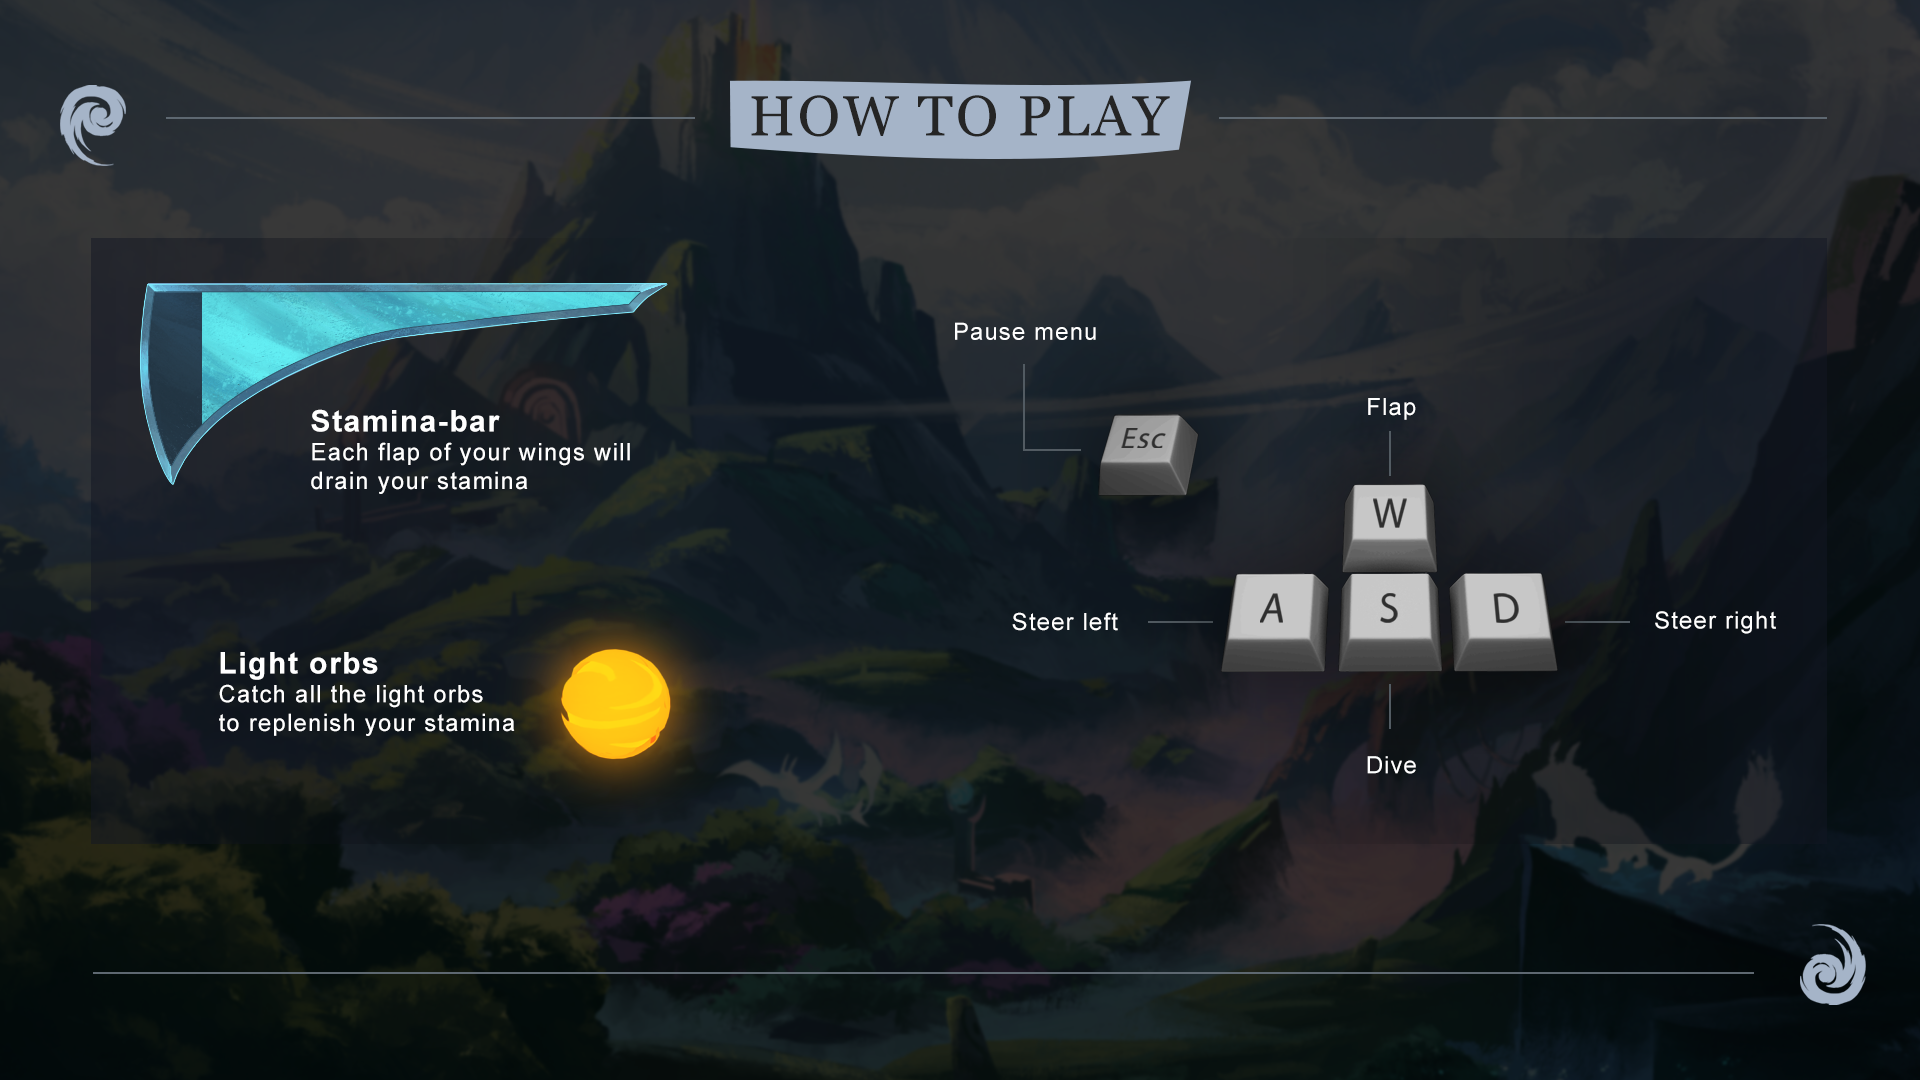 HOW TO PLAY
Stamina-bar
Each flap of your wings will
drain your stamina
Light orbs
Catch all the light orbs
to replenish your stamina
Pause menu
Esc
Flap
W
Steer left
A
S
D
Steer right
Dive